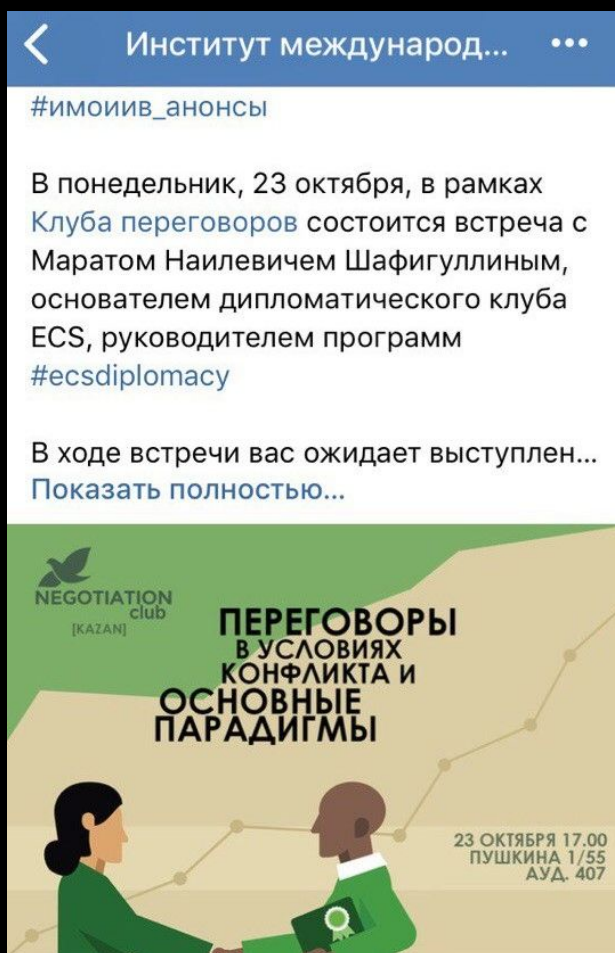 Институт международ...
#имоиив_анонсы
В понедельник, 23 октября, в рамках
Клуба переговоров состоится встреча с
Маратом Наилевичем Шафигуллиным,
основателем дипломатического клуба
ECS, руководителем программ
#ecsdiplomacy
В ходе встречи вас ожидает выступлен...
Показать полностью...
NEGOTIATION
club
[KAZAN]
ПЕРЕГОВОРЫ
В УСЛОВИЯХ
КОНФЛИКТА И
ОСНОВНЫЕ
ПАРАДИГМЫ
23 ОКТЯБРЯ 17.00
ПУШКИНА 1/55
АУД. 407